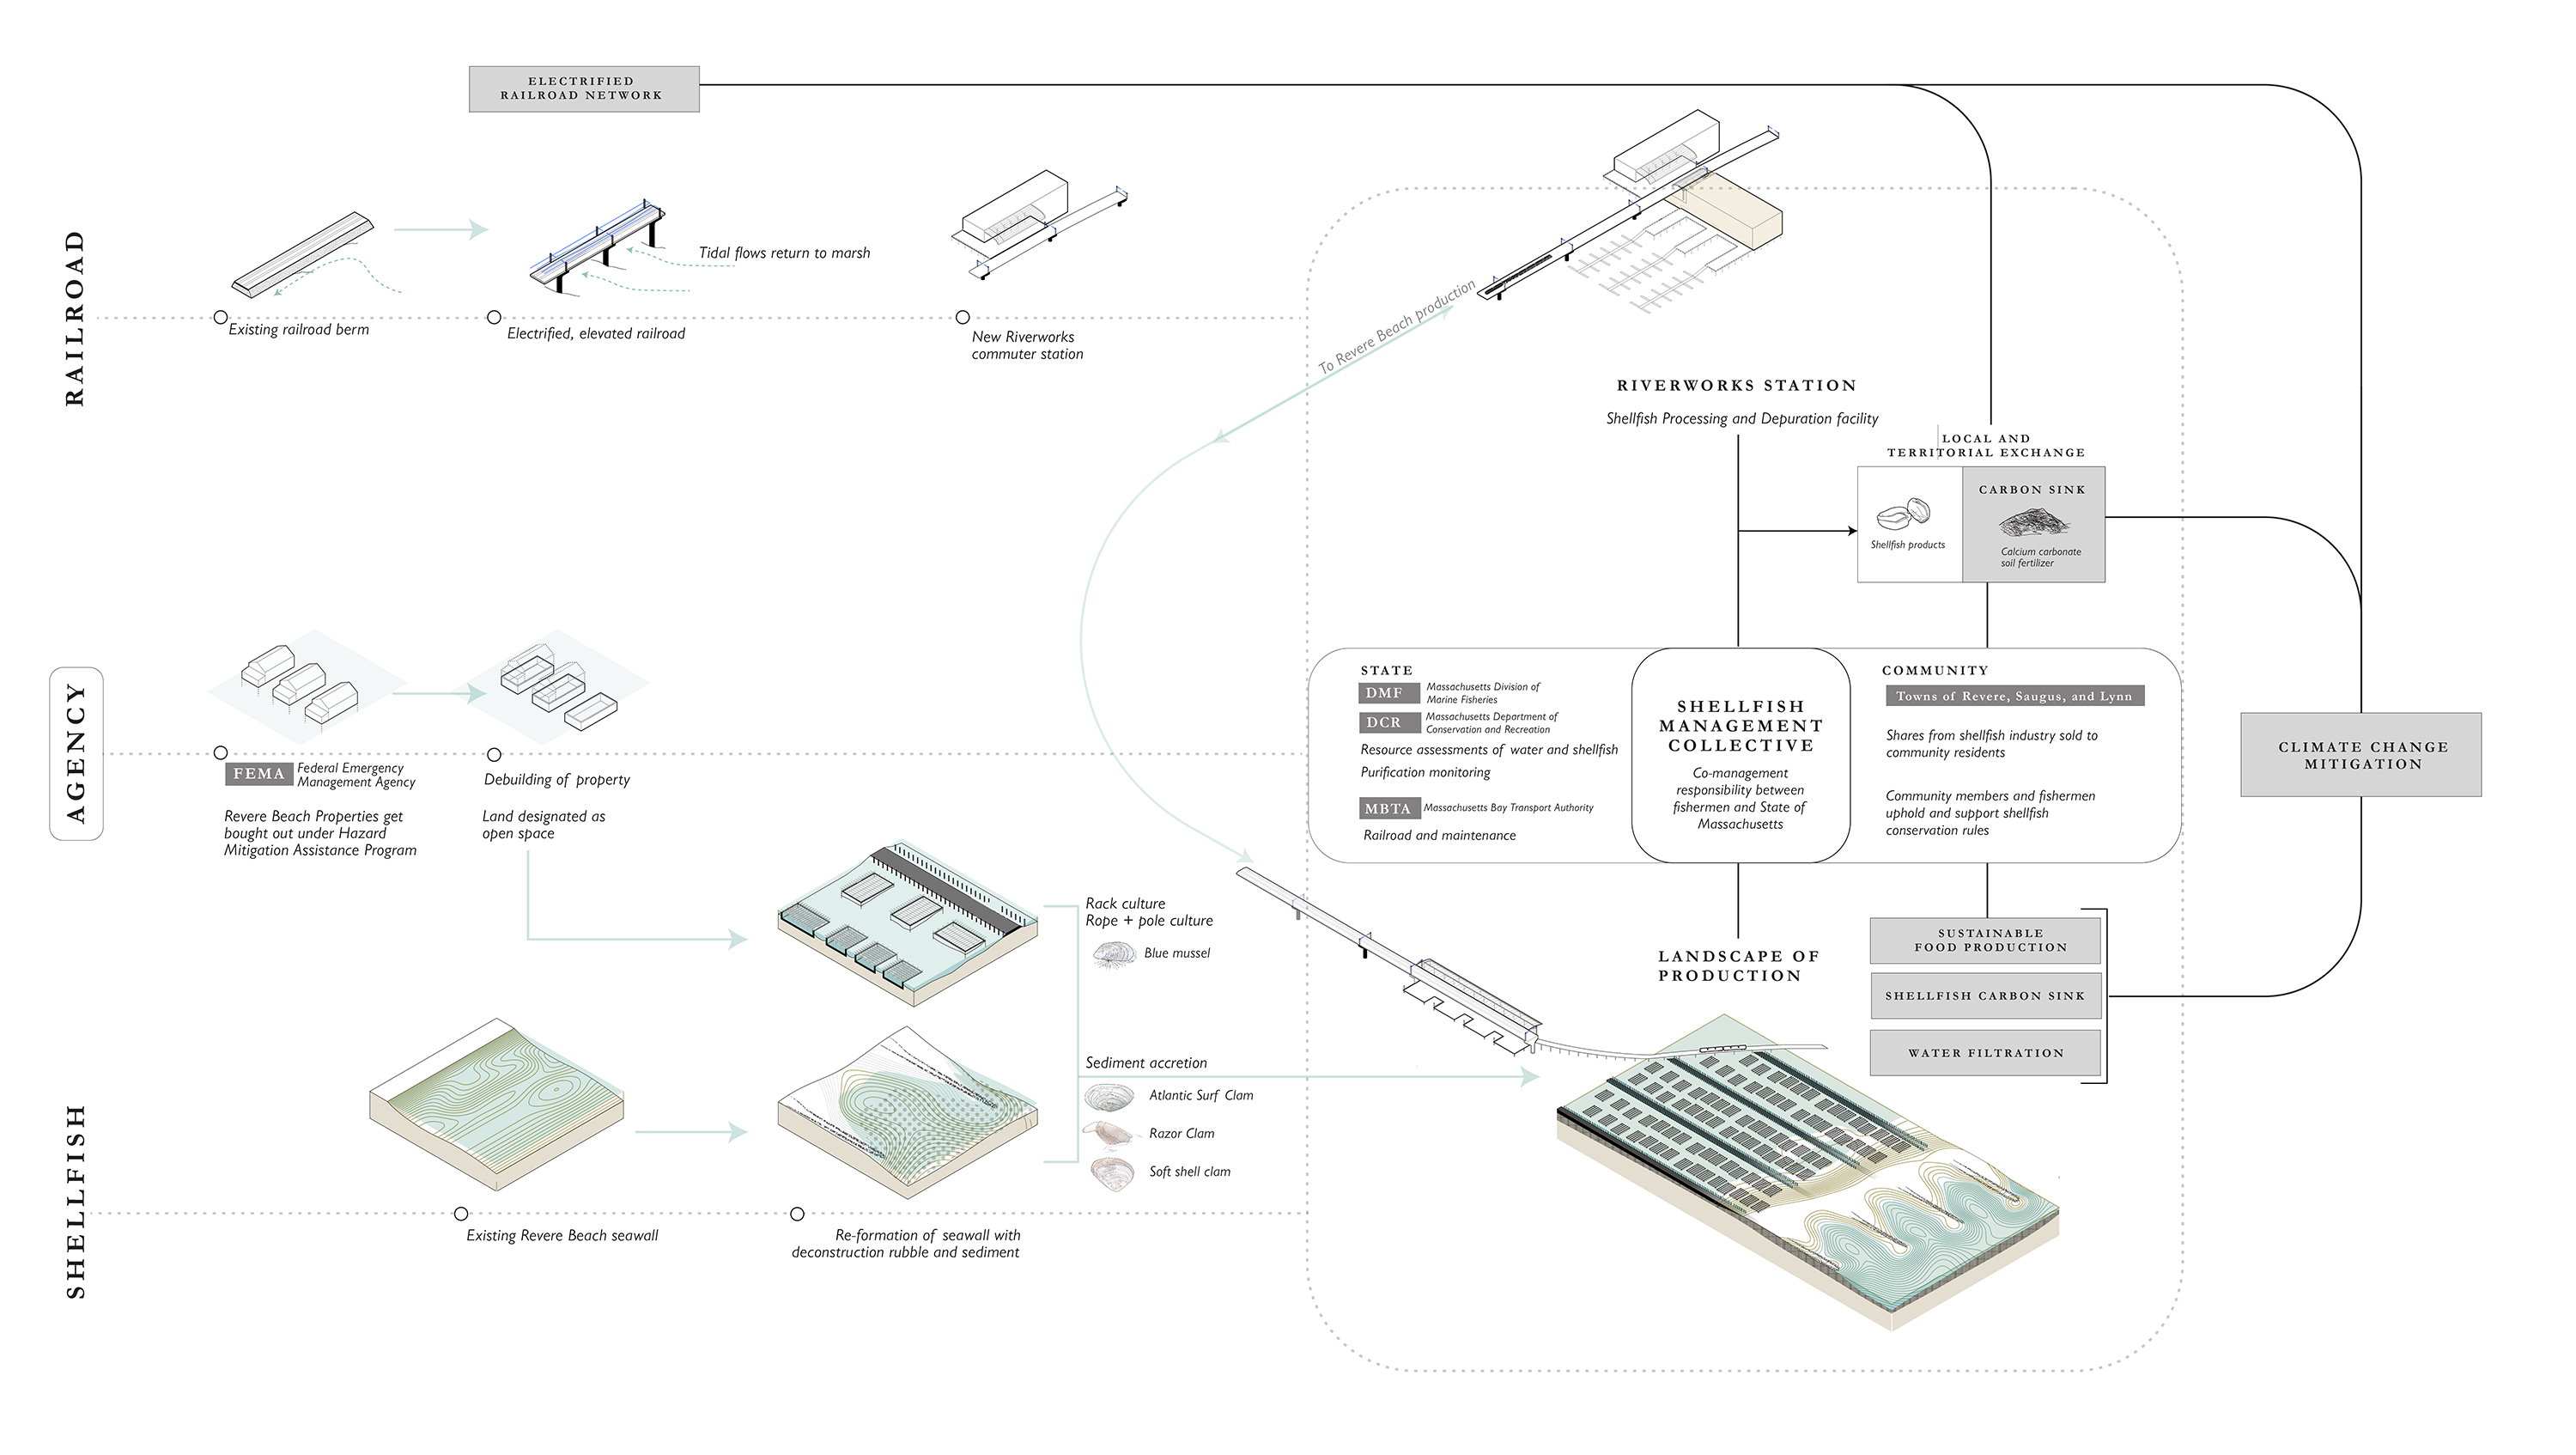 ELECTRIFIED
RAILROAD NETWORK
RAILROAD
Existing railroad berm
Tidal flows return to marsh
Electrified, elevated railroad
New Riverworks
commuter station
To Revere Beach production
RIVERWORKS STATION
Shellfish Processing and Depuration facility
LOCAL AND
TERRITORIAL EXCHANGE
Shellfish products
CARBON SINK
Calcium carbonate
soil fertilizer
AGENCY
FEMA
Federal Emergency
Management Agency
Revere Beach Properties get
bought out under Hazard
Mitigation Assistance Program
Debuilding of property
Land designated as
open space
STATE
DMF
Massachusetts Division of
Marine Fisheries
DCR
Massachusetts Department of
Conservation and Recreation
Resource assessments of water and shellfish
Purification monitoring
MBTA
Massachusetts Bay Transport Authority
Railroad and maintenance
SHELLFISH
MANAGEMENT
COLLECTIVE
Co-management
responsibility between
fishermen and State of
Massachusetts
COMMUNITY
Towns of Revere, Saugus, and Lynn
Shares from shellfish industry sold to
community residents
Community members and fishermen
uphold and support shellfish
conservation rules
CLIMATE CHANGE
MITIGATION
Rack culture
Rope + pole culture
Blue mussel
Sediment accretion
Atlantic Surf Clam
Razor Clam
Soft shell clam
LANDSCAPE OF
PRODUCTION
SUSTAINABLE
FOOD PRODUCTION
SHELLFISH CARBON SINK
WATER FILTRATION
SHELLFISH
Existing Revere Beach seawall
Re-formation of seawall with
deconstruction rubble and sediment